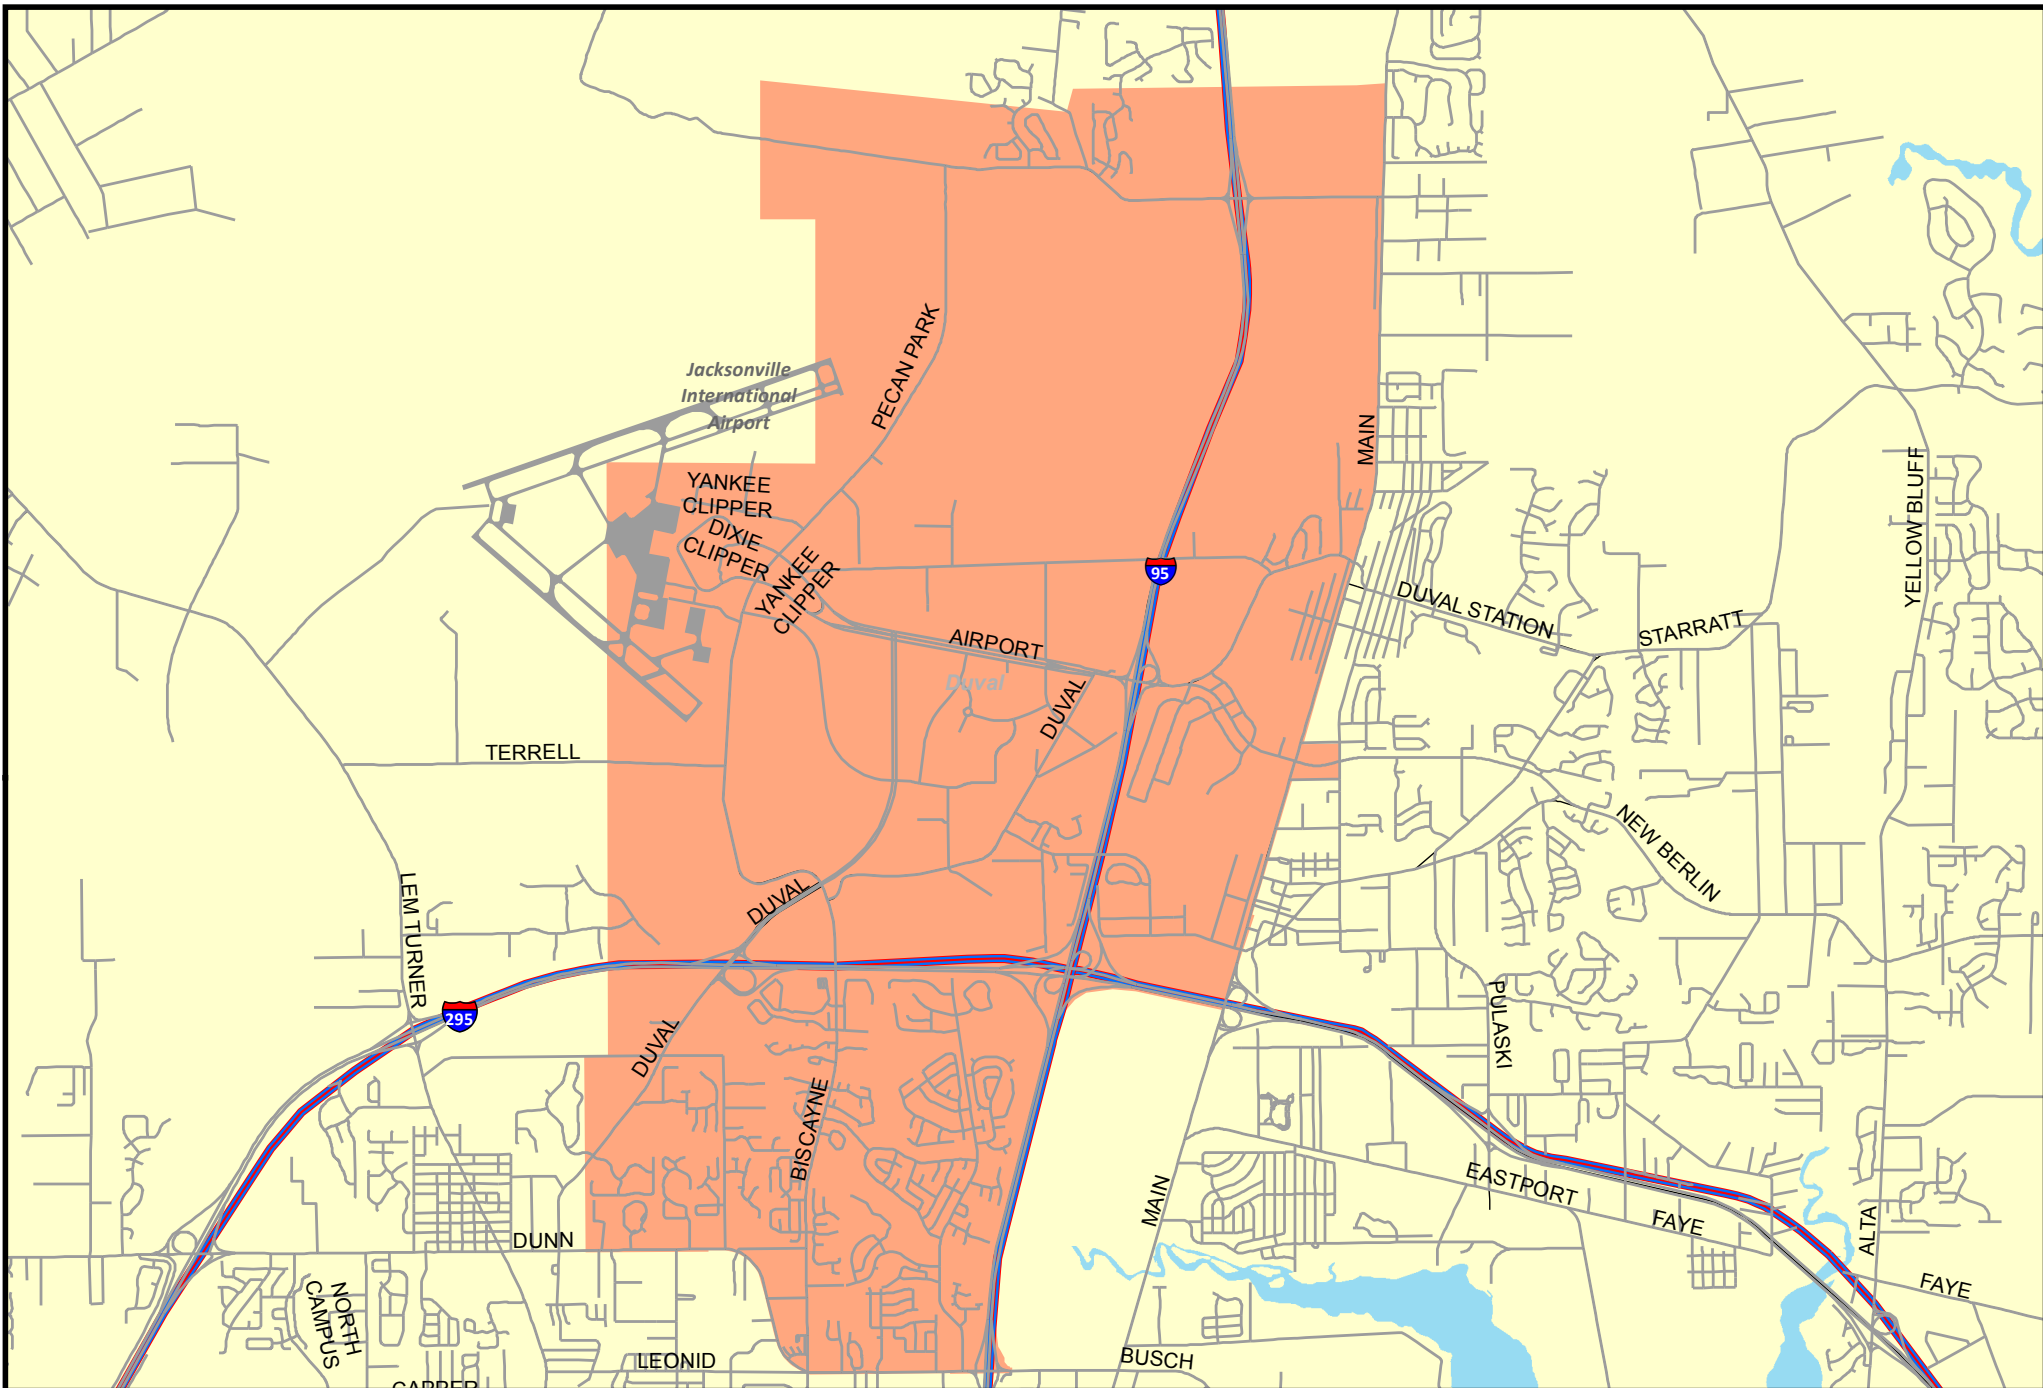 Jacksonville
International
Airport
PECAN PARK
MAIN
YANKEE
CLIPPER
DIXIE
CLIPPER
YANKEE
CLIPPER
95
YELLOW BLUFF
DUVAL STATION
STARRATT
AIRPORT
Duval
DUVAL
TERRELL
NEW BERLIN
LEM TURNER
DUVAL
295
PULASKI
DUVAL
BISCAYNE
MAIN
EASTPORT
FAYE
ALTA
DUNN
FAYE
NORTH
CAMPUS
LEONID
BUSCH
CAPPER